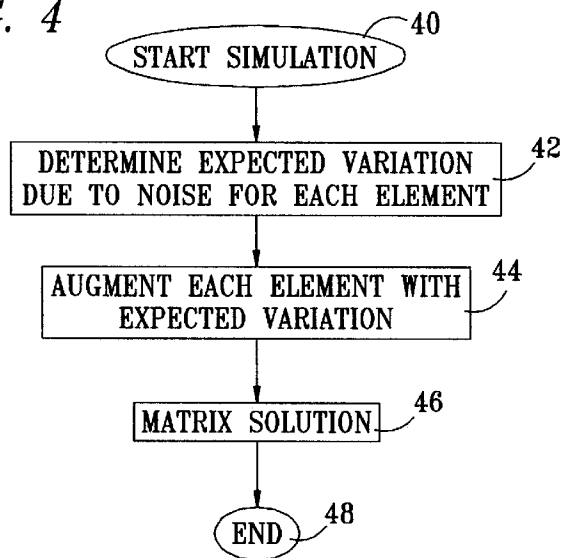 . 4
40
START SIMULATION
42
DETERMINE EXPECTED VARIATION
DUE TO NOISE FOR EACH ELEMENT
44
AUGMENT EACH ELEMENT WITH
EXPECTED VARIATION
46
MATRIX SOLUTION
48
END